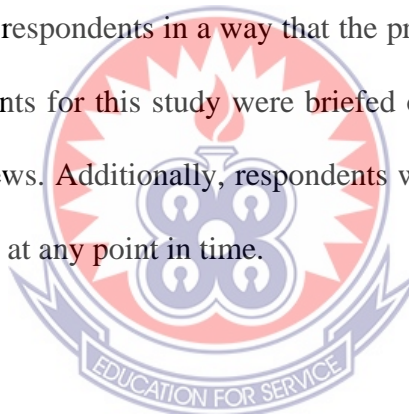 respondents in a way that the pr
nts for this study were briefed
ws. Additionally, respondents w
at any point in time.
EDUCATION FOR SERVICE